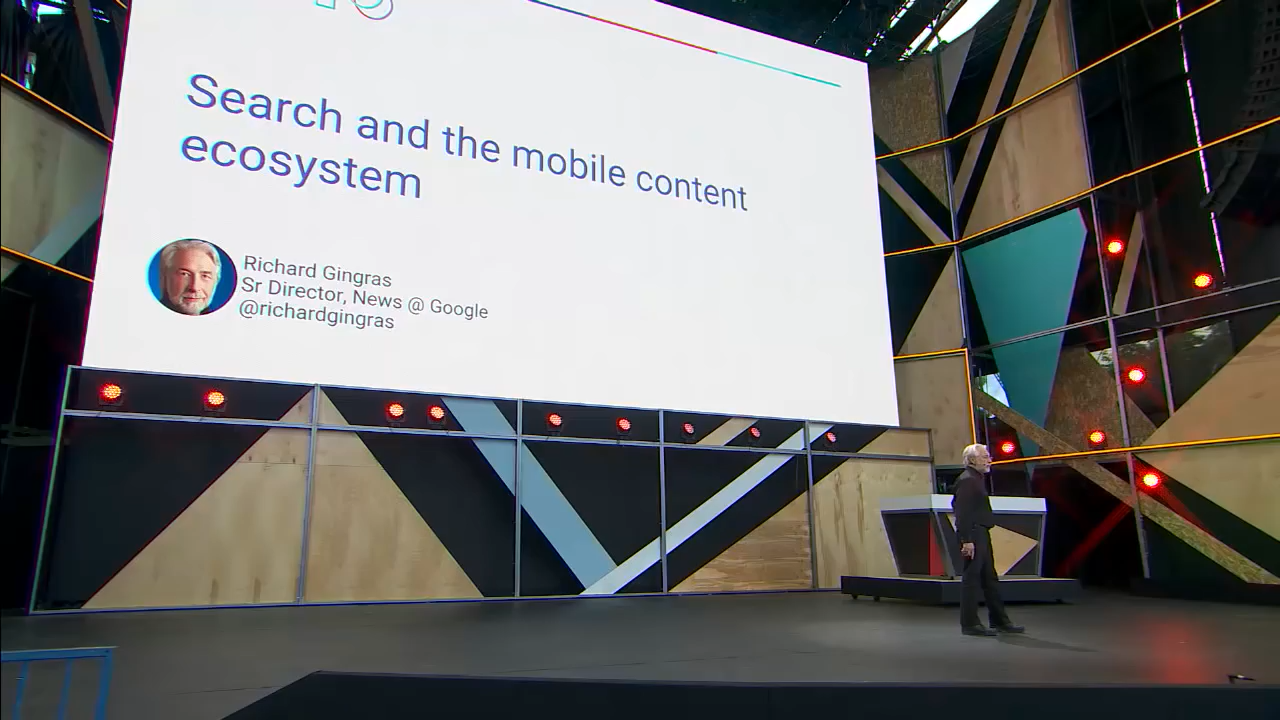 Search and the mobile content
ecosystem
Richard Gingras
Sr Director, News @ Google
@richardgingras